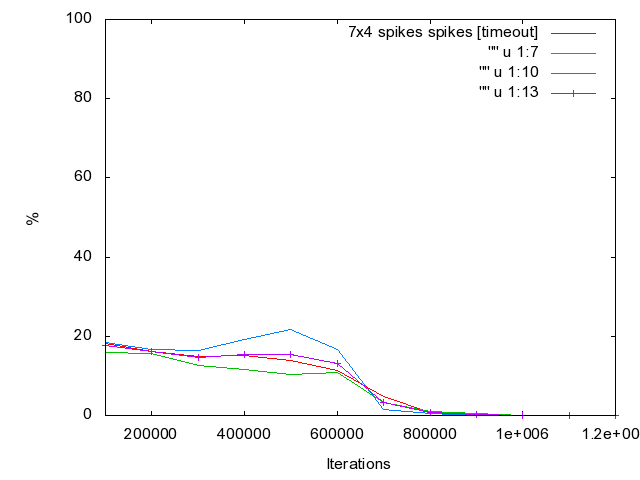 100
80
60
40
20
0
%
7x4 spikes spikes [timeout]
"" u 1:7
"" u 1:10
"" u 1:13
200000 400000 600000 800000 1e+006 1.2e+00
Iterations